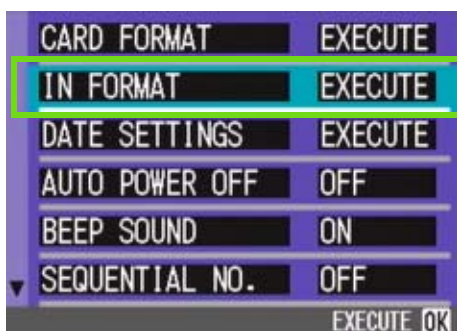 CARD FORMAT EXECUTE
IN FORMAT EXECUTE
DATE SETTINGS EXECUTE
AUTO POWER OFF OFF
BEEP SOUND ON
SEQUENTIAL NO. OFF
EXECUTE OK